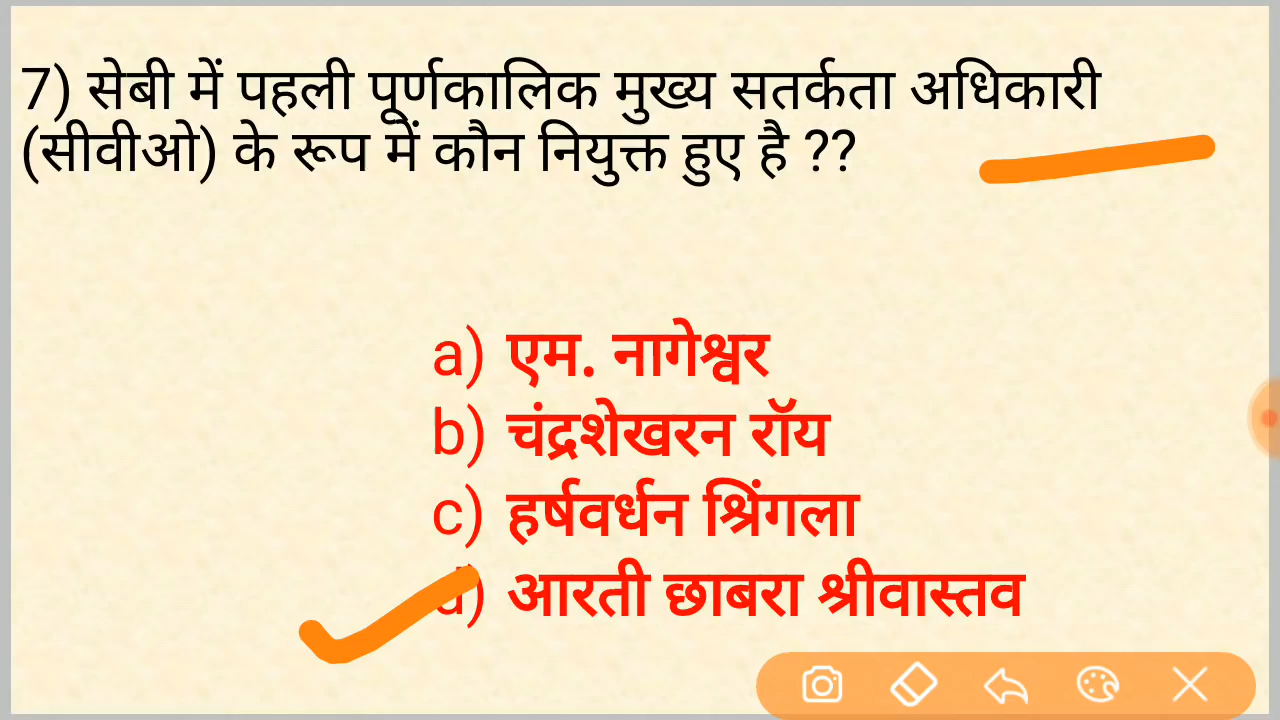 7) सेबी में पहली पूर्णकालिक मुख्य सतर्कता अधिकारी
(सीवीओ) के रूप में कौन नियुक्त हुए है ??
a) एम. नागेश्वर
b) चंद्रशेखरन रॉय
c) हर्षवर्धन श्रिंगला
d) आरती छाबरा श्रीवास्तव